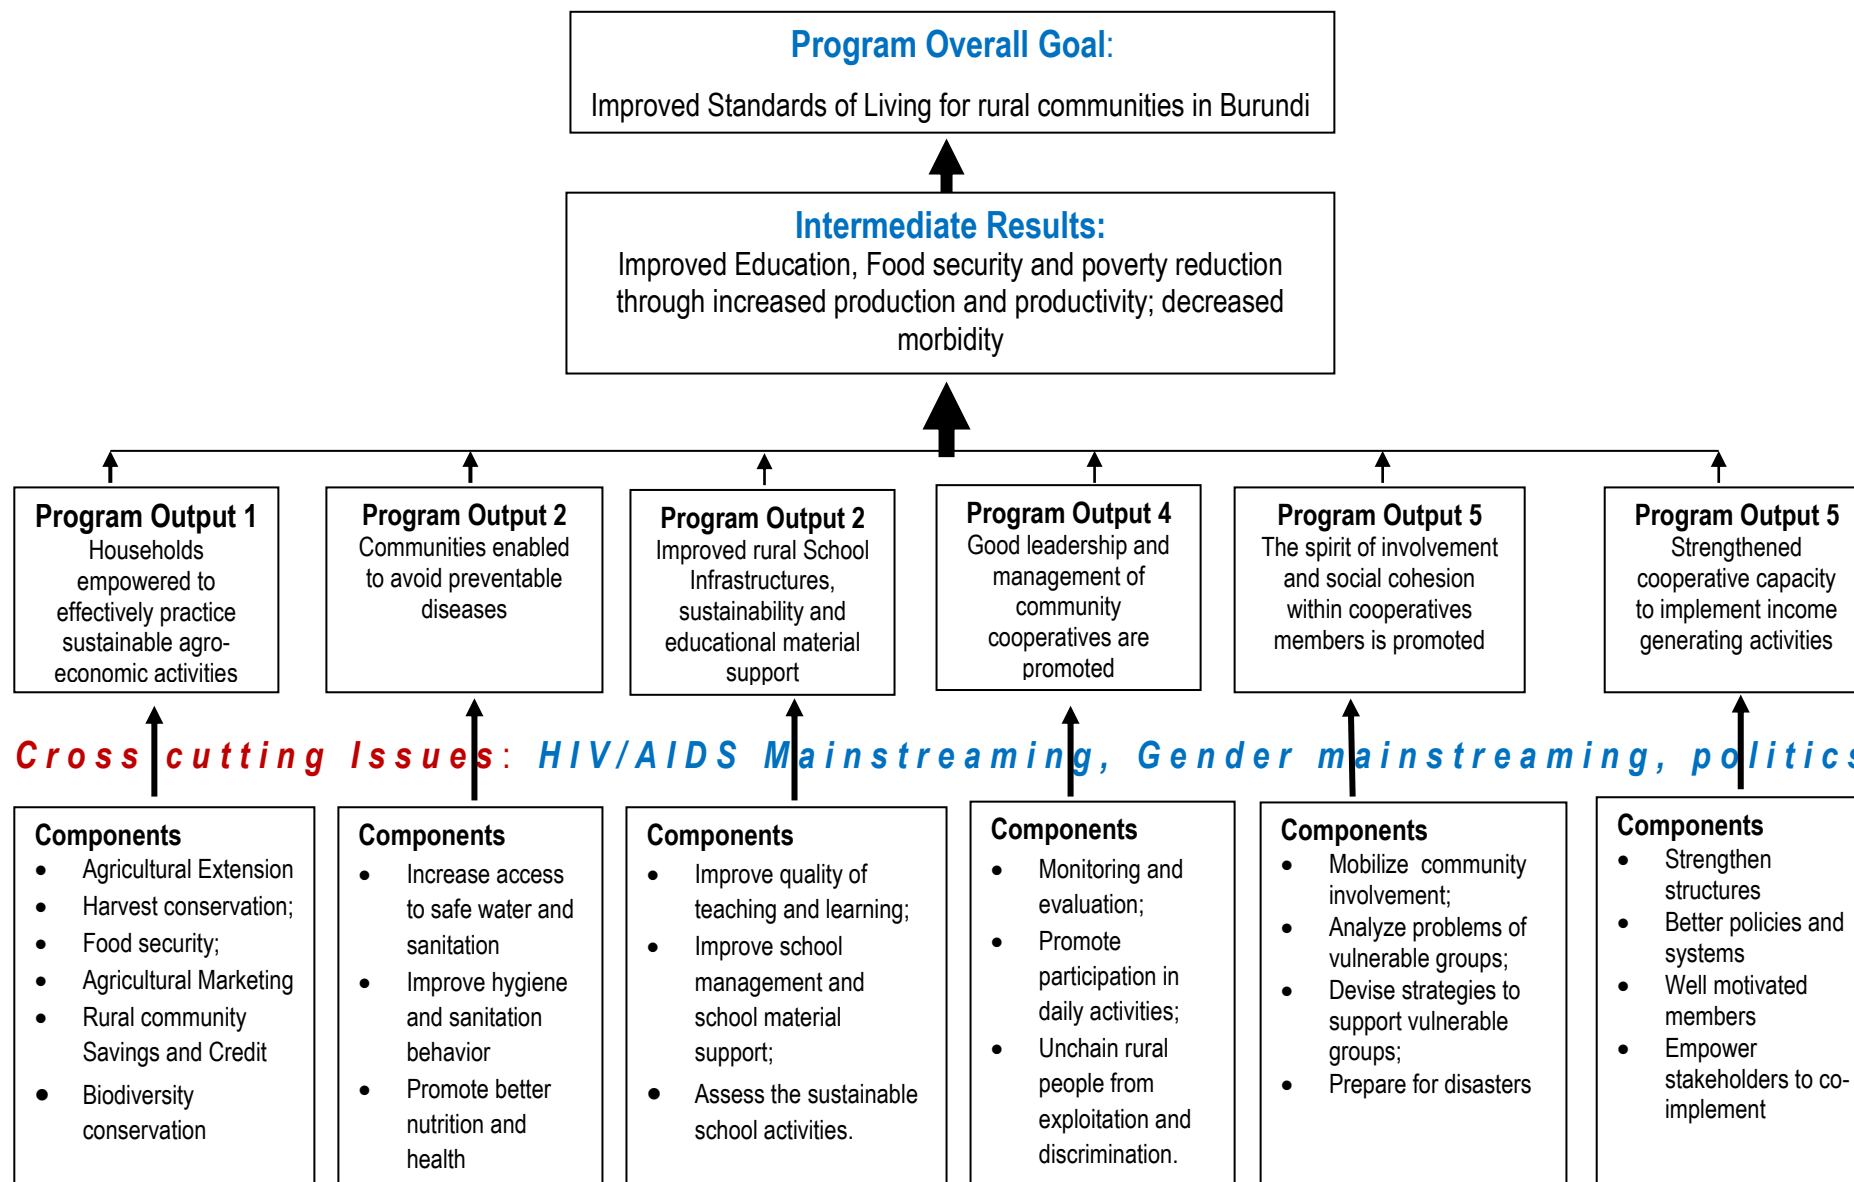 Program Overall Goal:
Improved Standards of Living for rural communities in Burundi
Intermediate Results:
Improved Education, Food security and poverty reduction
through increased production and productivity; decreased
morbidity
Program Output 1
Households
empowered to
effectively practice
sustainable agro-
economic activities
Program Output 2
Communities enabled
to avoid preventable
diseases
Program Output 2
Improved rural School
Infrastructures,
sustainability and
educational material
support
Program Output 4
Good leadership and
management of
community
cooperatives are
promoted
Program Output 5
The spirit of involvement
and social cohesion
within cooperatives
members is promoted
Program Output 5
Strengthened
cooperative capacity
to implement income
generating activities
Cross cutting Issues: HIV/AIDS Mainstreaming, Gender mainstreaming, politics
Components
• Agricultural Extension
• Harvest conservation;
• Food security;
• Agricultural Marketing
• Rural community
Savings and Credit
• Biodiversity
conservation
Components
• Increase access
to safe water and
sanitation
• Improve hygiene
and sanitation
behavior
• Promote better
nutrition and
health
Components
• Improve quality of
teaching and learning;
• Improve school
management and
school material
support;
• Assess the sustainable
school activities.
Components
• Monitoring and
evaluation;
• Promote
participation in
daily activities;
• Unchain rural
people from
exploitation and
discrimination.
Components
• Mobilize community
involvement;
• Analyze problems of
vulnerable groups;
• Devise strategies to
support vulnerable
groups;
• Prepare for disasters
Components
• Strengthen
structures
• Better policies and
systems
• Well motivated
members
• Empower
stakeholders to co-
implement